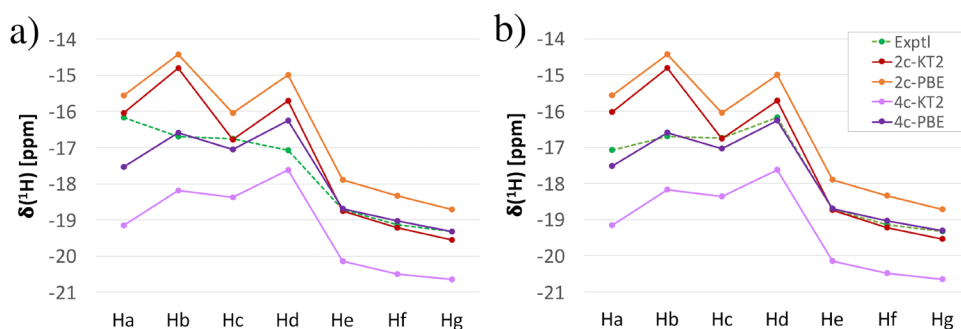 a)
δ(¹H) [ppm]
-14
-15
-16
-17
-18
-19
-20
-21
Ha Hb Hc Hd He Hf Hg
b)
δ(¹H) [ppm]
-14
-15
-16
-17
-18
-19
-20
-21
Ha Hb Hc Hd He Hf Hg
Exptl
2c-KT2
2c-PBE
4c-KT2
4c-PBE